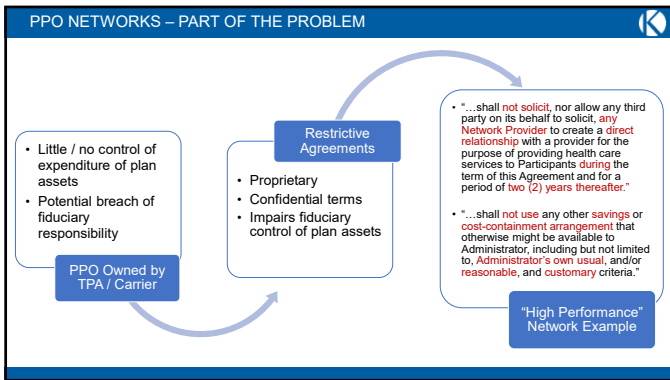 PPO NETWORKS – PART OF THE PROBLEM
K
• Little / no control of
expenditure of plan
assets
• Potential breach of
fiduciary
responsibility
PPO Owned by
TPA / Carrier
Restrictive
Agreements
• Proprietary
• Confidential terms
• Impairs fiduciary
control of plan assets
• “…shall not solicit, nor allow any third
party on its behalf to solicit, any
Network Provider to create a direct
relationship with a provider for the
purpose of providing health care
services to Participants during the
term of this Agreement and for a
period of two (2) years thereafter.”
• “…shall not use any other savings or
cost-containment arrangement that
otherwise might be available to
Administrator, including but not limited
to, Administrator’s own usual, and/or
reasonable, and customary criteria.”
“High Performance”
Network Example